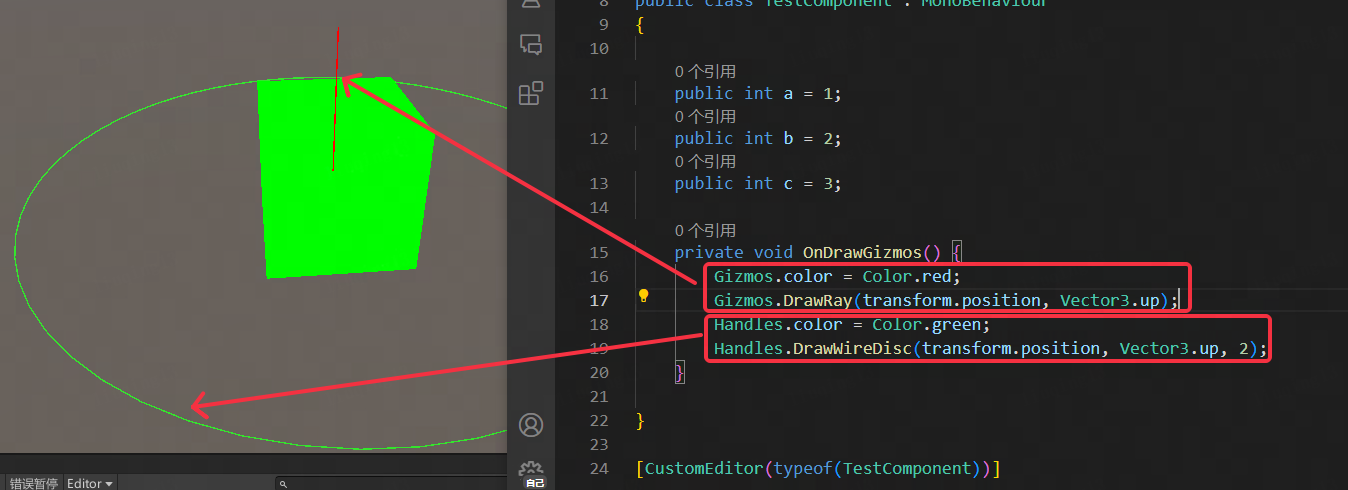 8 public class TestComponent : MonoBehaviour
9 {
10
0 个引用
11 public int a = 1;
0 个引用
12 public int b = 2;
0 个引用
13 public int c = 3;
14
0 个引用
15 private void OnDrawGizmos() {
16 Gizmos.color = Color.red;
17 Gizmos.DrawRay(transform.position, Vector3.up);
18 Handles.color = Color.green;
19 Handles.DrawWireDisc(transform.position, Vector3.up, 2);
20 }
21
22 }
23
24 [CustomEditor(typeof(TestComponent))]
自己
错误暂停 Editor